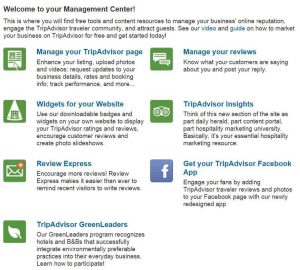 Welcome to your Management Center!
This is where you will find free tools and content resources to manage your business' online reputation,
engage the TripAdvisor traveler community, and attract guests. See our video and guide on how to market
your business on TripAdvisor for free and get started today!
Manage your TripAdvisor page
Enhance your listing, upload
photos and videos; request updates to your
business details, rates and booking
info; track performance, and more...
Manage your reviews
Know what your customers are saying
about you and post your reply.
Widgets for your Website
Use our downloadable badges and
widgets on your own website to display
your TripAdvisor ratings and reviews,
encourage customer reviews and
create photo slideshows.
TripAdvisor Insights
Think of this new section of the site as
part daily handrail, part content portal,
part hospitality marketing university.
Basically, it's your essential hospitality
marketing resource.
Review Express
Encourage more reviews! Review
Express makes it easier than ever to
remind recent visitors to write reviews.
Get your TripAdvisor Facebook
App
Engage your fans by adding
TripAdvisor traveler reviews and photos
to your Facebook page with our newly
redesigned app
TripAdvisor GreenLeaders
Our GreenLeaders program recognizes
hotels and B&Bs that successfully
integrate environmentally preferable
practices into their everyday business.
Learn how to participate!